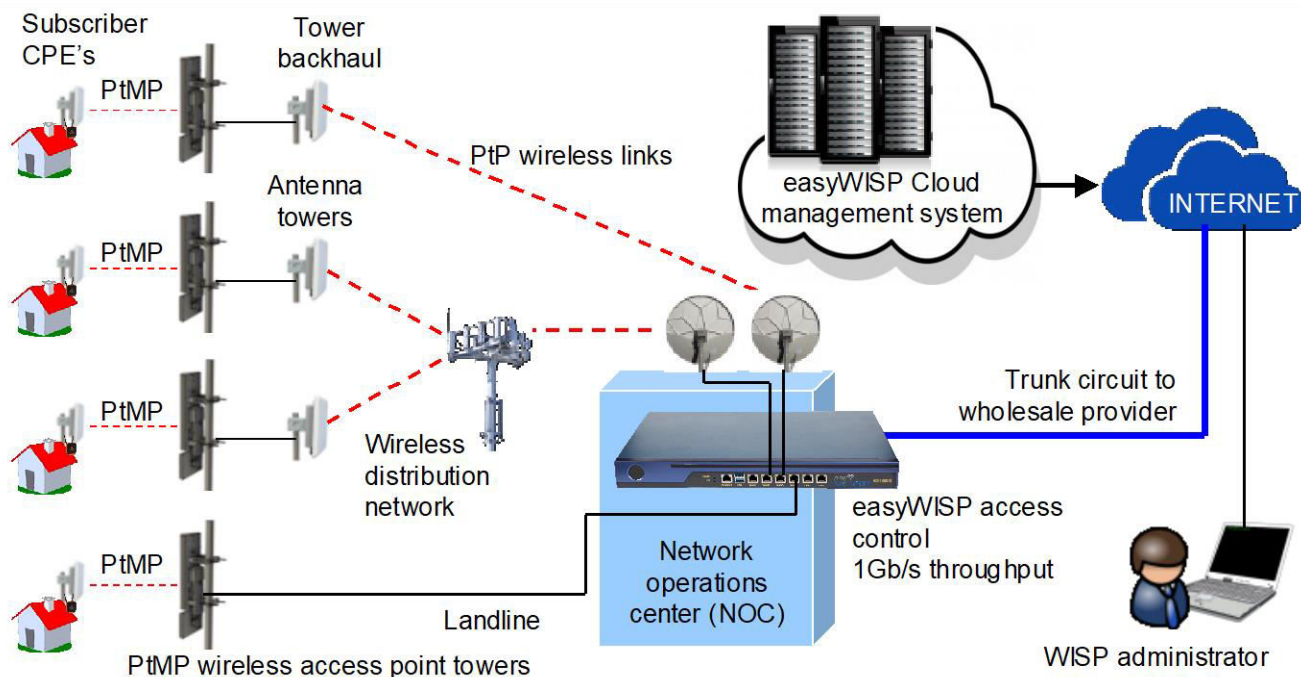 Subscriber
CPE's
Tower
backhaul
PtMP
PtP wireless links
easyWISP Cloud
management system
INTERNET
Antenna
towers
PtMP
Trunk circuit to
wholesale provider
PtMP
Wireless
distribution
network
easyWISP access
control
1Gb/s throughput
PtMP
Network
operations
center (NOC)
Landline
PtMP wireless access point towers
WISP administrator